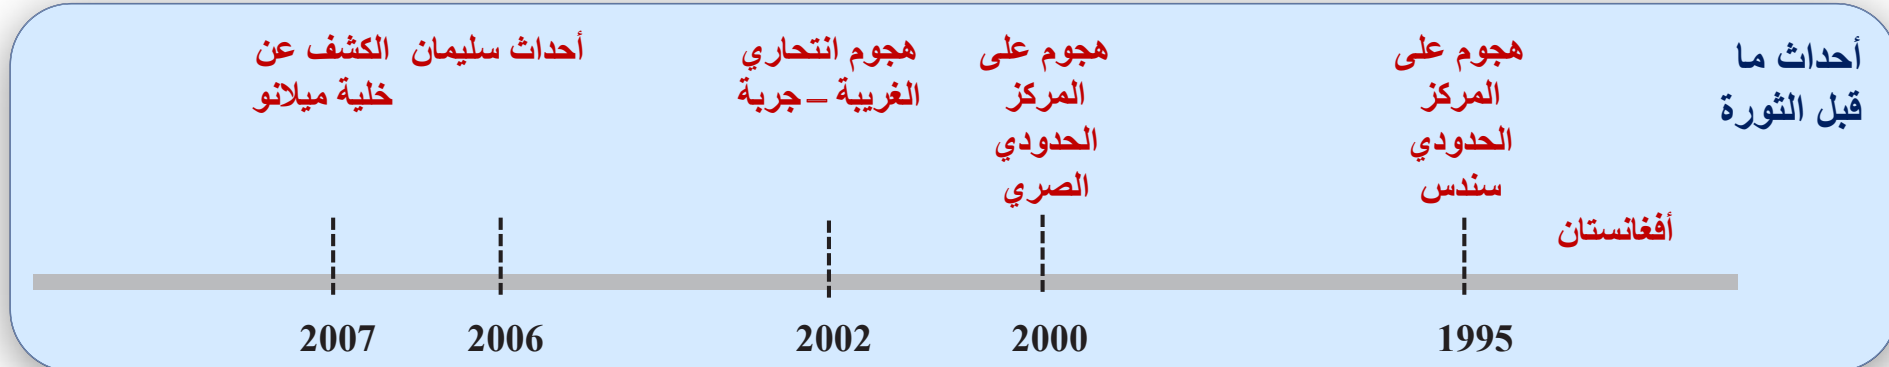 أحداث ما
قبل الثورة
أفغانستان
هجوم على
المركز
الحدودي
سندس
1995
هجوم على
المركز
الحدودي
الصري
2000
هجوم انتحاري
الغريبة – جربة
2002
أحداث سليمان
2006
الكشف عن
خلية ميلانو
2007